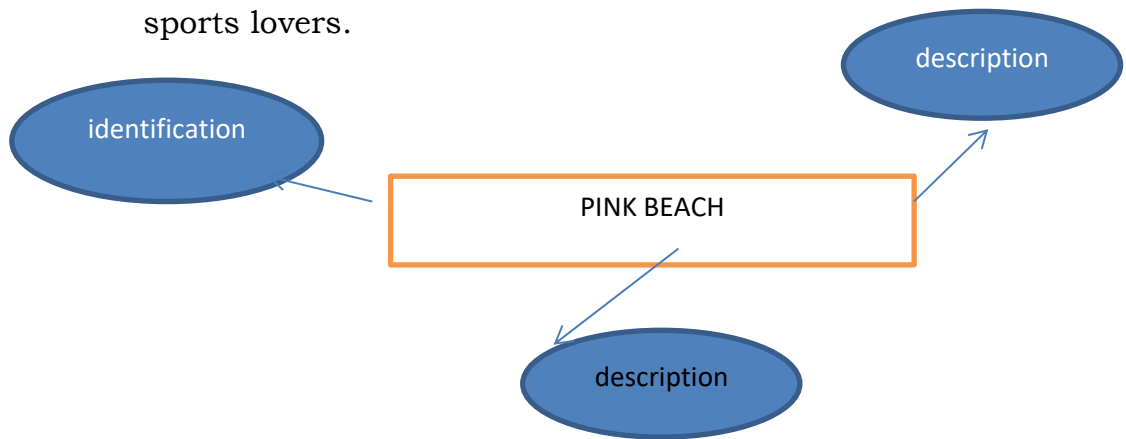 sports lovers.
description
identification
PINK BEACH
description